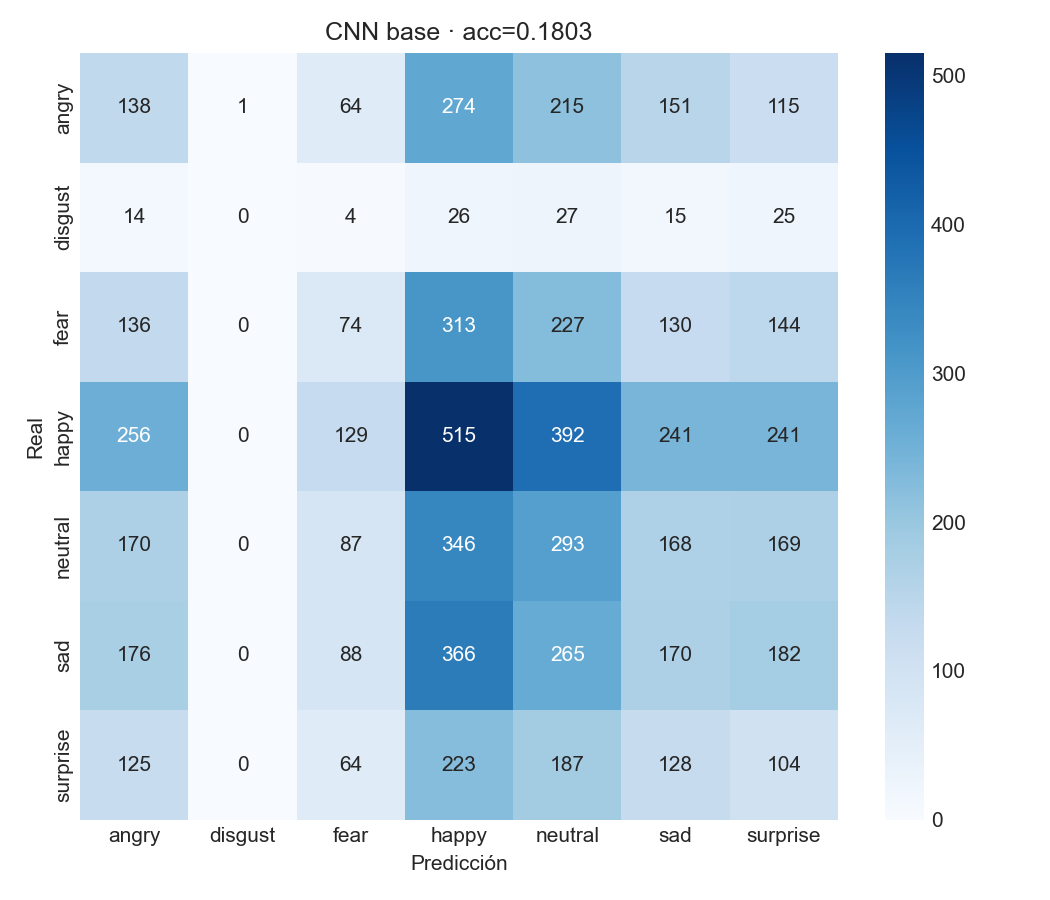 CNN base · acc=0.1803
angry 138 1 64 274 215 151 115
disgust 14 0 4 26 27 15 25
fear 136 0 74 313 227 130 144
happy 256 0 129 515 392 241 241
neutral 170 0 87 346 293 168 169
sad 176 0 88 366 265 170 182
surprise 125 0 64 223 187 128 104
Real
angry disgust fear happy neutral sad surprise
Predicción
500
400
300
200
100
0